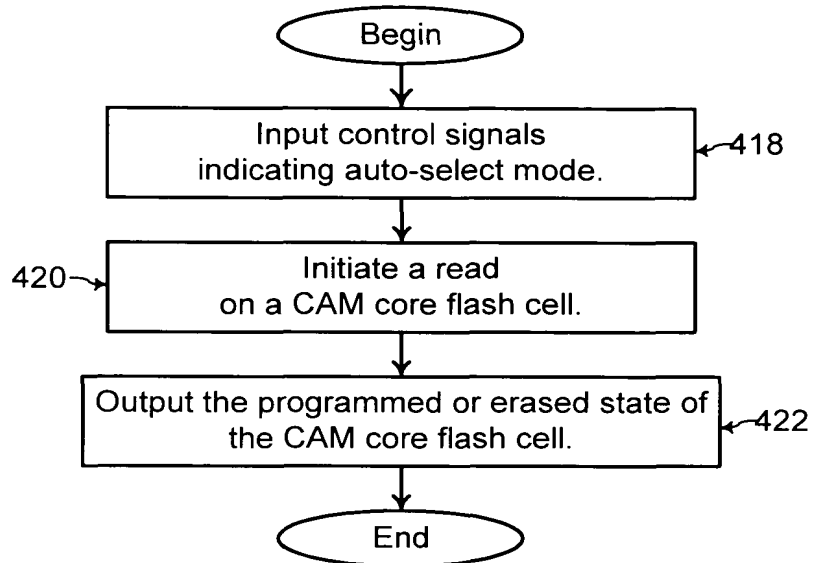 Begin
Input control signals
indicating auto-select mode.
418
420
Initiate a read
on a CAM core flash cell.
Output the programmed or erased state of
the CAM core flash cell.
422
End